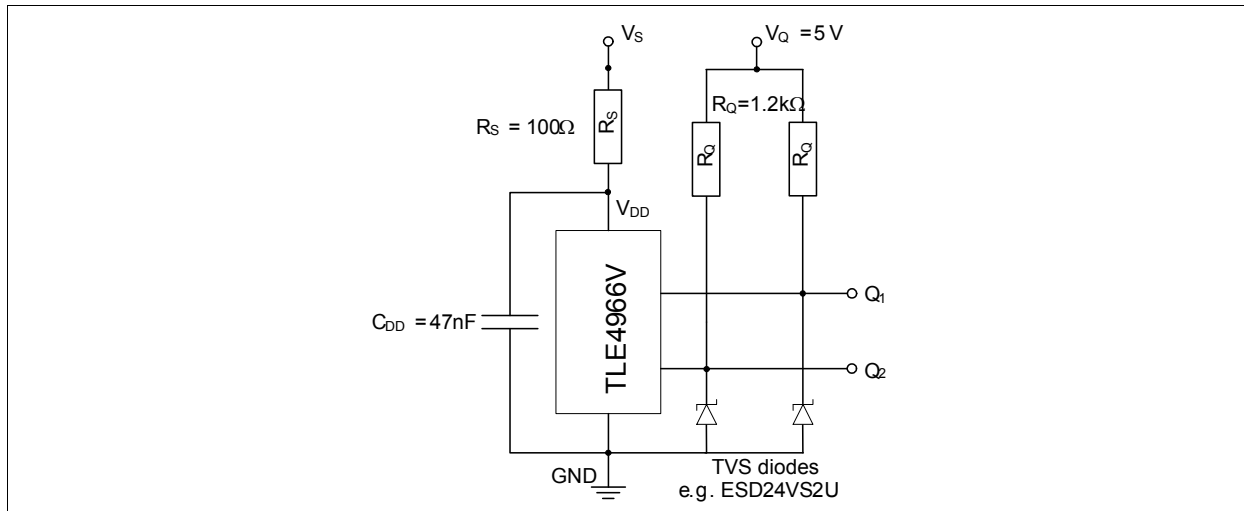 V_S
V_Q = 5 V
R_S = 100Ω
R_S
R_Q=1.2kΩ
R_Q
R_Q
V_DD
TLE4966V
C_DD = 47nF
Q_1
Q_2
GND
TVS diodes
e.g. ESD24VS2U